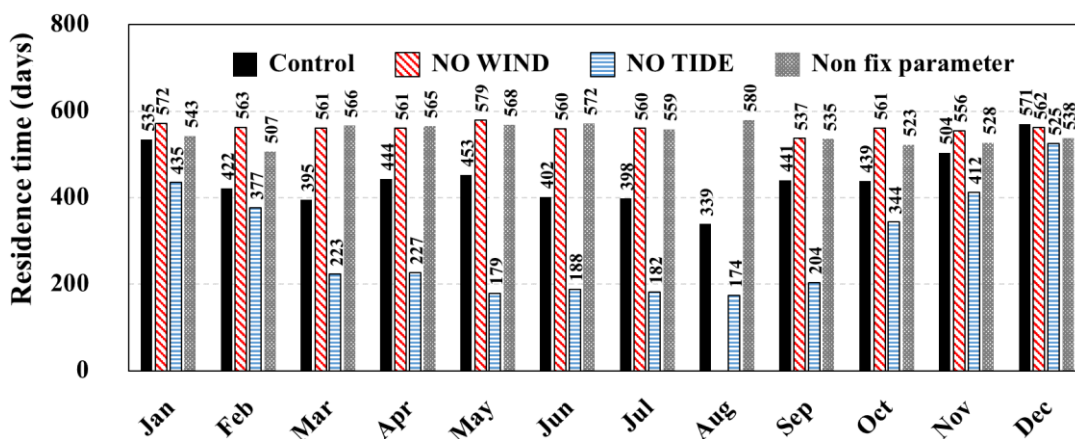 800
Control NO WIND NO TIDE Non fix parameter
Residence time (days)
600
400
200
0
535 572 435 543
422 563 377 507
395 561 223 566
444 561 227 565
453 579 179 568
402 560 188 572
398 560 182 559
339 174 580
441 537 204 535
439 561 344 523
504 556 412 528
571 562 525 538
Jan Feb Mar Apr May Jun Jul Aug Sep Oct Nov Dec